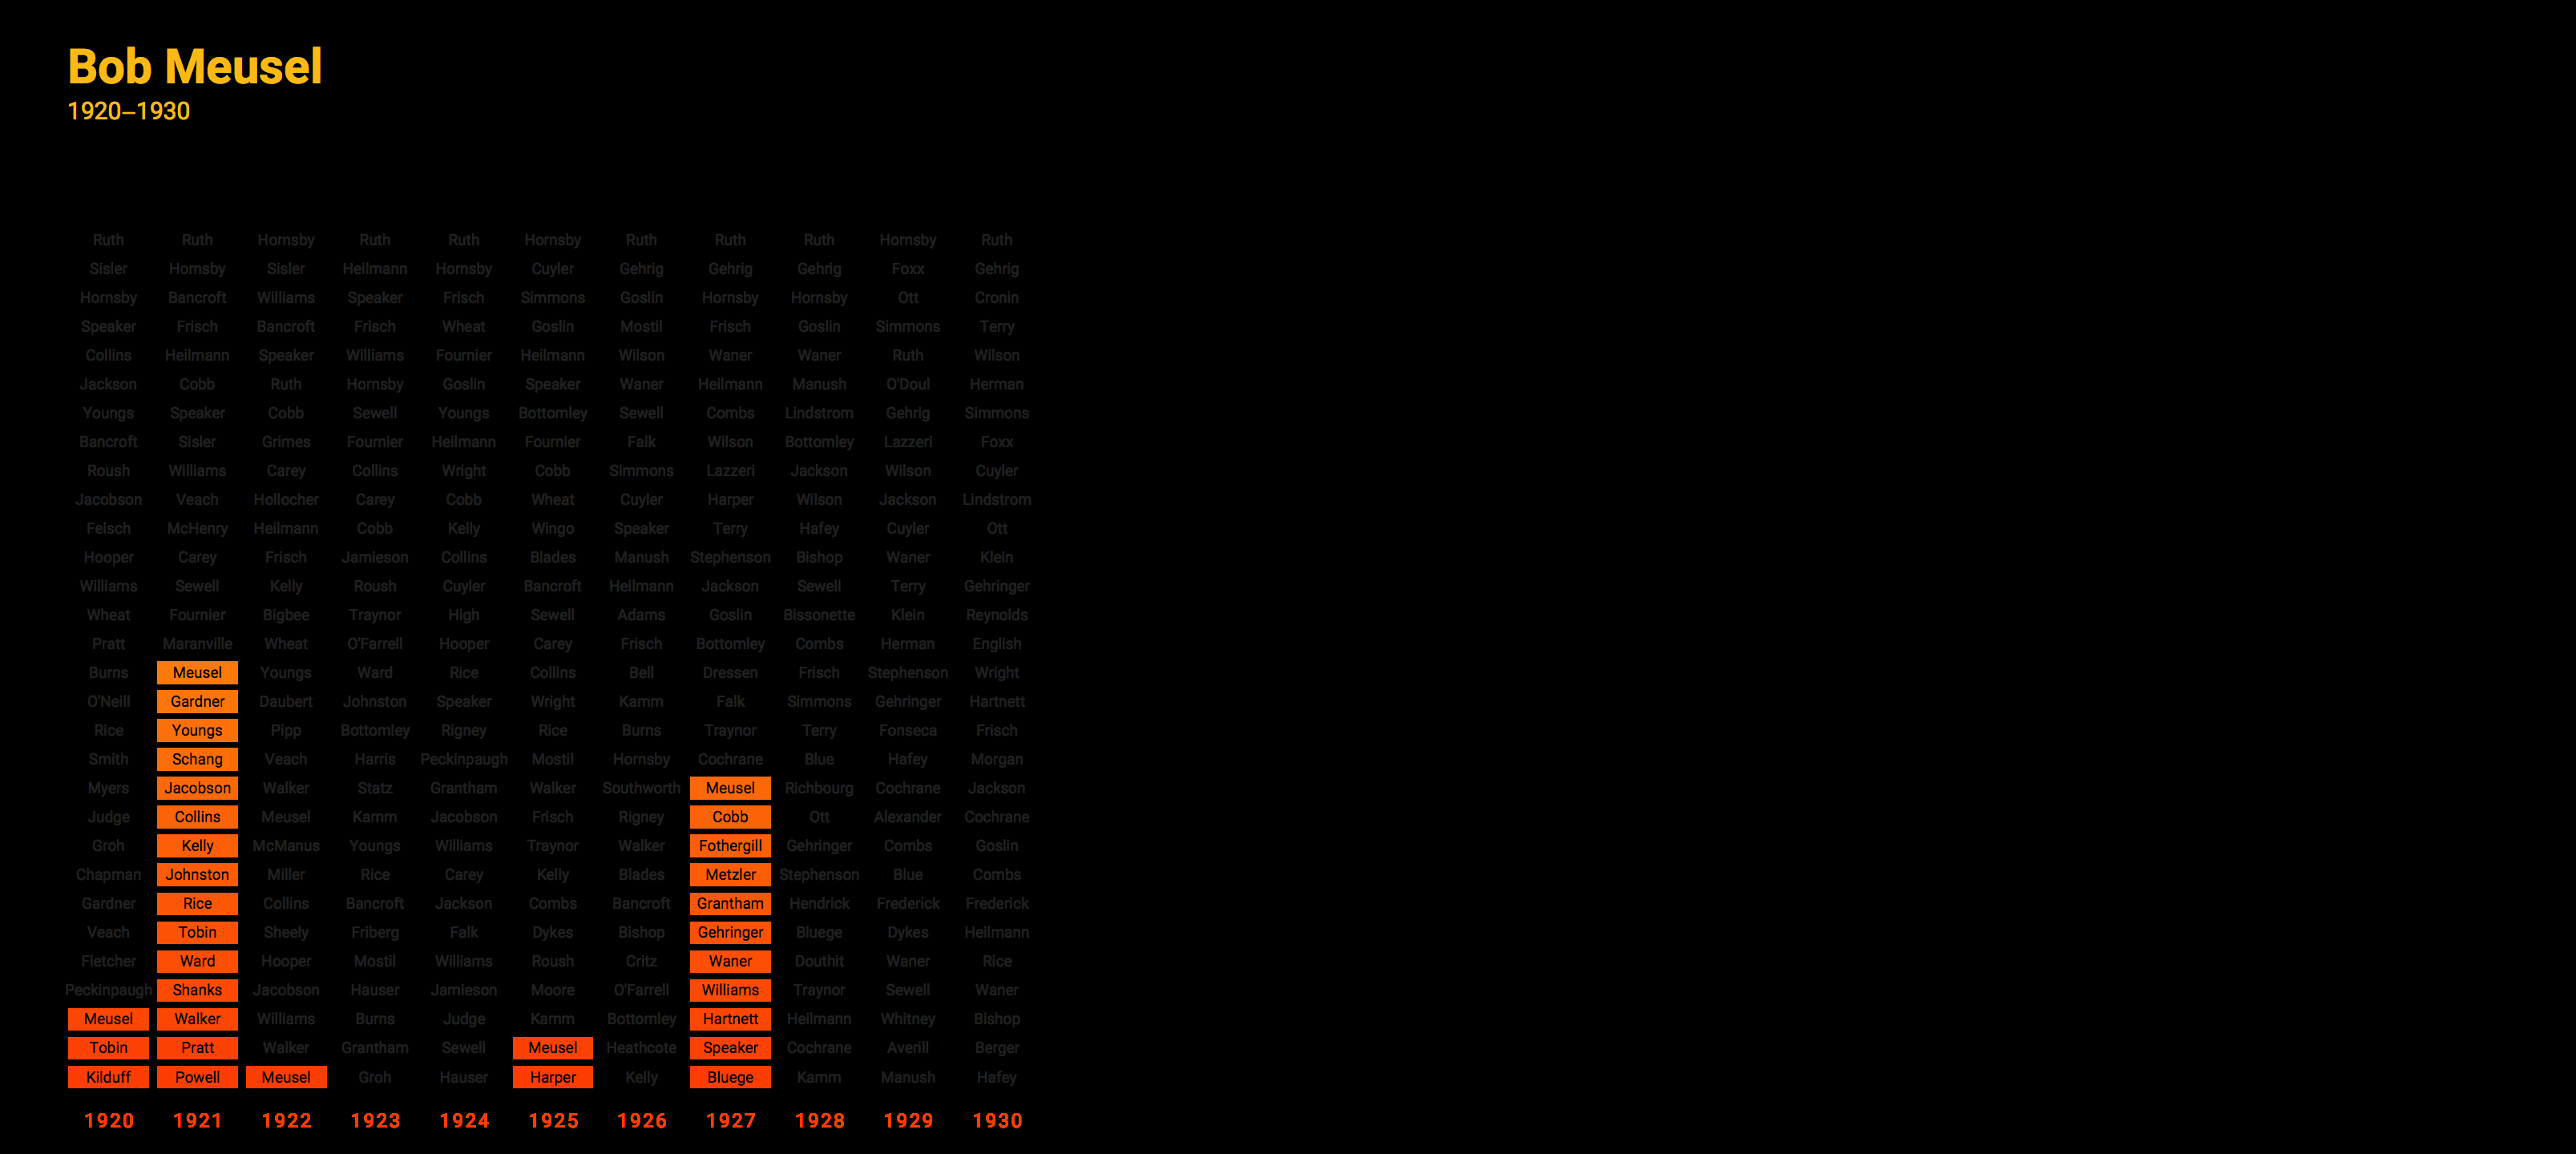 Bob Meusel
1920–1930
Ruth Ruth Hornsby Ruth Ruth Hornsby Ruth Ruth Ruth Hornsby Ruth
Sisler Hornsby Sisler Heilmann Hornsby Cuyler Gehrig Gehrig Gehrig Foxx Gehrig
Hornsby Bancroft Williams Speaker Frisch Simmons Goslin Hornsby Hornsby Ott Cronin
Speaker Frisch Bancroft Frisch Wheat Goslin Mostil Frisch Goslin Simmons Terry
Collins Heilmann Speaker Williams Fournier Heilmann Wilson Waner Waner Ruth Wilson
Jackson Cobb Ruth Hornsby Goslin Speaker Waner Heilmann Manush O'Doul Herman
Youngs Speaker Cobb Sewell Youngs Bottomley Sewell Combs Lindstrom Gehrig Simmons
Bancroft Sisler Grimes Fournier Heilmann Fournier Falk Wilson Bottomley Lazzeri Foxx
Roush Williams Carey Collins Wright Cobb Simmons Lazzeri Jackson Wilson Cuyler
Jacobson Veach Hollocher Carey Cobb Wheat Cuyler Harper Wilson Jackson Lindstrom
Felsch McHenry Heilmann Cobb Kelly Wingo Speaker Terry Hafey Cuyler Ott
Hooper Carey Frisch Jamieson Collins Blades Manush Stephenson Bishop Waner Klein
Williams Sewell Kelly Roush Cuyler Bancroft Heilmann Jackson Sewell Terry Gehringer
Wheat Fournier Bigbee Traynor High Sewell Adams Goslin Bissonette Klein Reynolds
Pratt Maranville Wheat O'Farrell Hooper Carey Frisch Bottomley Combs Herman English
Burns Meusel Youngs Ward Rice Collins Bell Dressen Frisch Stephenson Wright
O'Neill Gardner Daubert Johnston Speaker Wright Kamm Falk Simmons Gehringer Hartnett
Rice Youngs Pipp Bottomley Rigney Rice Burns Traynor Terry Fonseca Frisch
Smith Schang Veach Harris Peckinpaugh Mostil Hornsby Cochrane Blue Hafey Morgan
Myers Jacobson Walker Statz Grantham Walker Southworth Meusel Richbourg Cochrane Jackson
Judge Collins Meusel Kamm Jacobson Frisch Rigney Cobb Ott Alexander Cochrane
Groh Kelly McManus Youngs Williams Traynor Walker Fothergill Gehringer Combs Goslin
Chapman Johnston Miller Rice Carey Kelly Blades Metzler Stephenson Blue Combs
Gardner Rice Collins Bancroft Jackson Combs Bancroft Grantham Hendrick Frederick Frederick
Veach Tobin Sheely Friberg Falk Dykes Bishop Gehringer Bluege Dykes Heilmann
Fletcher Ward Hooper Mostil Williams Roush Critz Waner Douthit Waner Rice
Peckinpaugh Shanks Jacobson Hauser Jamieson Moore O'Farrell Williams Traynor Sewell Waner
Meusel Walker Williams Burns Judge Kamm Bottomley Hartnett Heilmann Whitney Bishop
Tobin Pratt Walker Grantham Sewell Meusel Heathcote Speaker Cochrane Averill Berger
Kilduff Powell Meusel Groh Hauser Harper Kelly Bluege Kamm Manush Hafey
1920 1921 1922 1923 1924 1925 1926 1927 1928 1929 1930